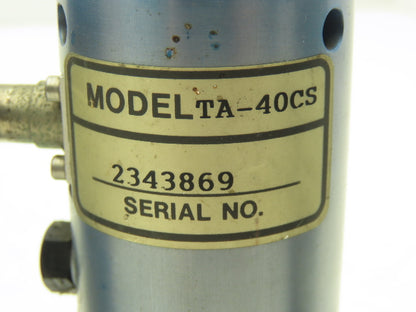 MODEL TA-40CS
2343869
SERIAL NO.